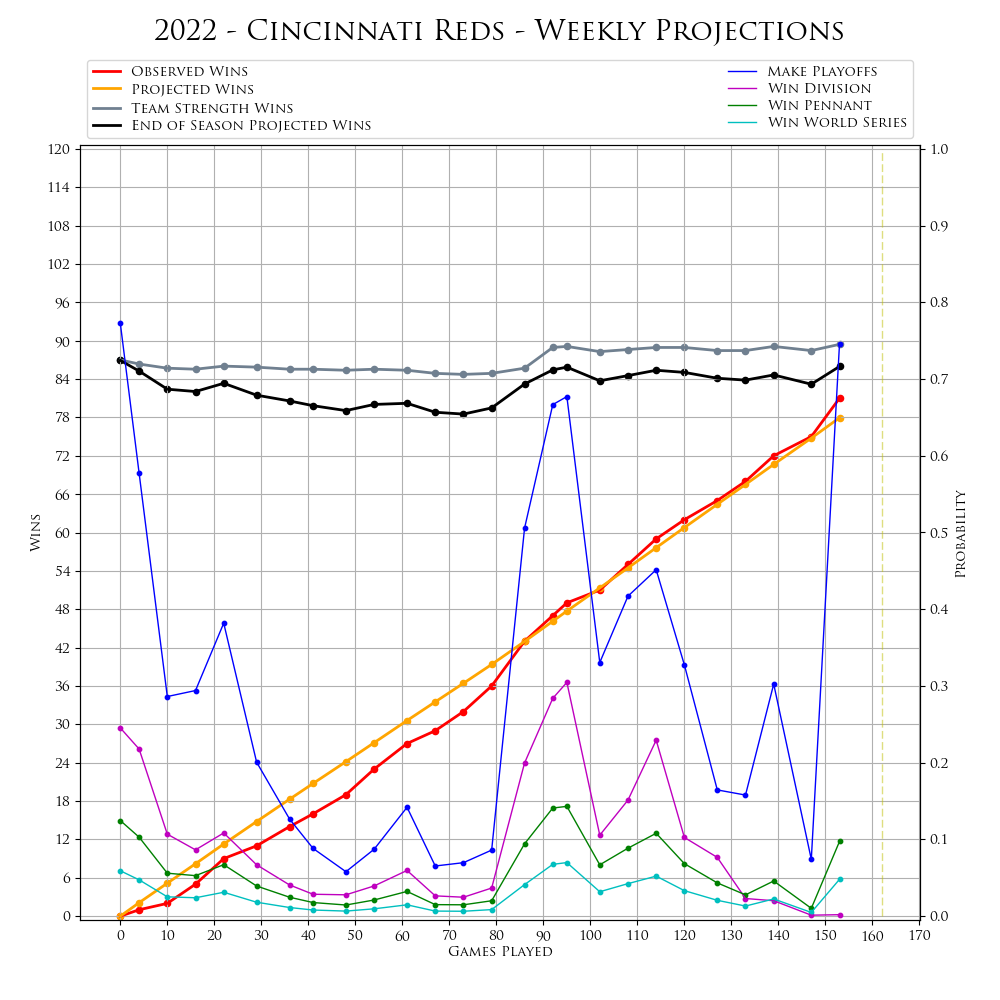 2022 - Cincinnati Reds - Weekly Projections
Observed Wins
Projected Wins
Team Strength Wins
End of Season Projected Wins
Make Playoffs
Win Division
Win Pennant
Win World Series
120
114
108
102
96
90
84
78
72
66
60
54
48
42
36
30
24
18
12
6
0
Wins
1.0
0.9
0.8
0.7
0.6
0.5
0.4
0.3
0.2
0.1
0.0
Probability
0 10 20 30 40 50 60 70 80 90 100 110 120 130 140 150 160 170
Games Played